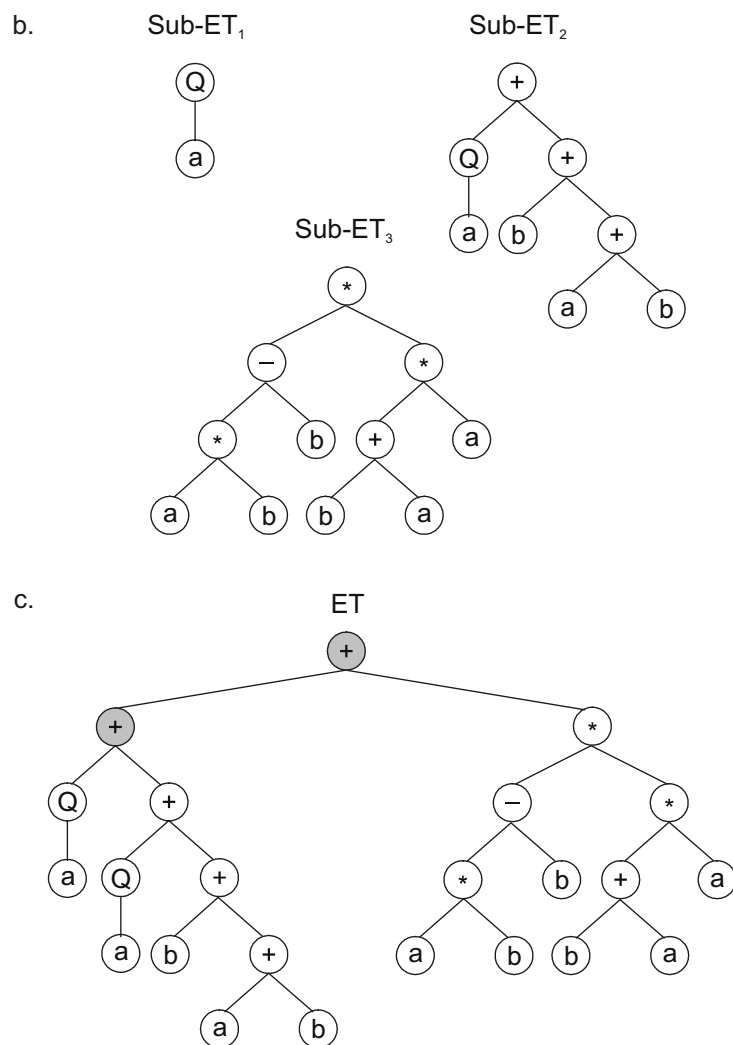 b. Sub-ET₁ Sub-ET₂
Q +
a Q +
Sub-ET₃ a b +
* a b
− *
* b + a
a b b a
c. ET
+
+ *
Q + − *
a Q + * b + a
a b + a b b a
a b